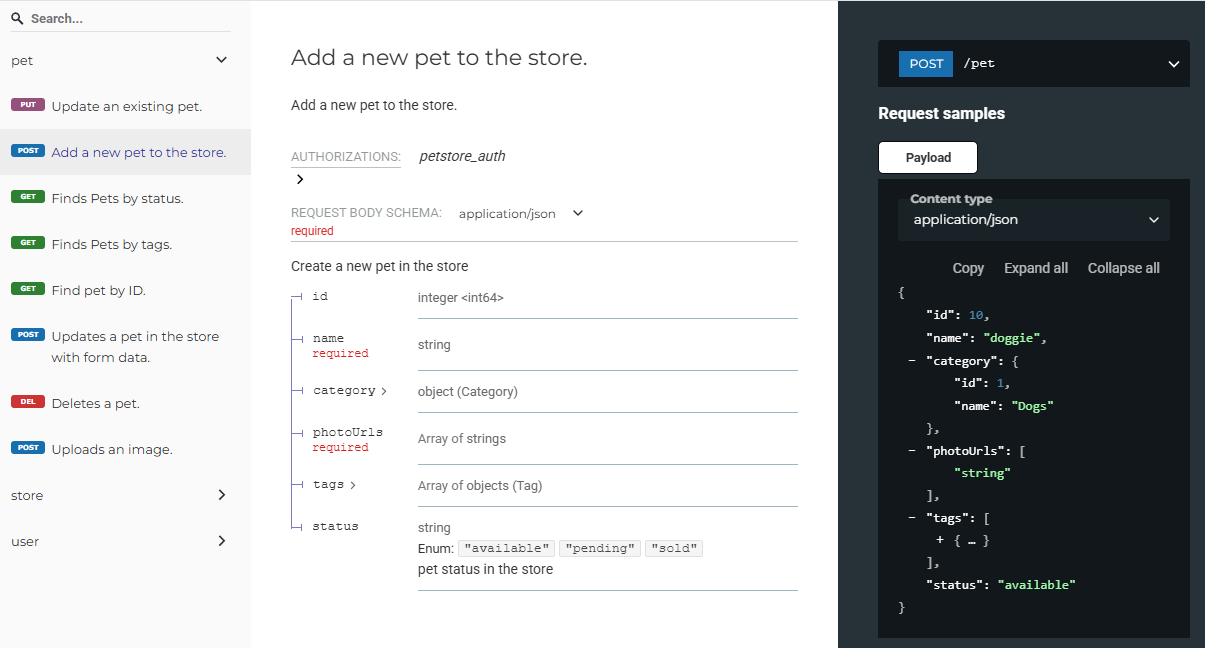 Search...
pet
PUT Update an existing pet.
POST Add a new pet to the store.
GET Finds Pets by status.
GET Finds Pets by tags.
GET Find pet by ID.
POST Updates a pet in the store
with form data.
DEL Deletes a pet.
POST Uploads an image.
store
user
Add a new pet to the store.
Add a new pet to the store.
AUTHORIZATIONS: petstore_auth
REQUEST BODY SCHEMA: application/json
required
Create a new pet in the store
id integer <int64>
name
required
string
category > object (Category)
photoUrls
required
Array of strings
tags > Array of objects (Tag)
status string
Enum: "available" "pending" "sold"
pet status in the store
POST /pet
Request samples
Payload
Content type
application/json
Copy Expand all Collapse all
{
"id": 10,
"name": "doggie",
− "category": {
"id": 1,
"name": "Dogs"
},
− "photoUrls": [
"string"
],
− "tags": [
+ { … }
],
"status": "available"
}